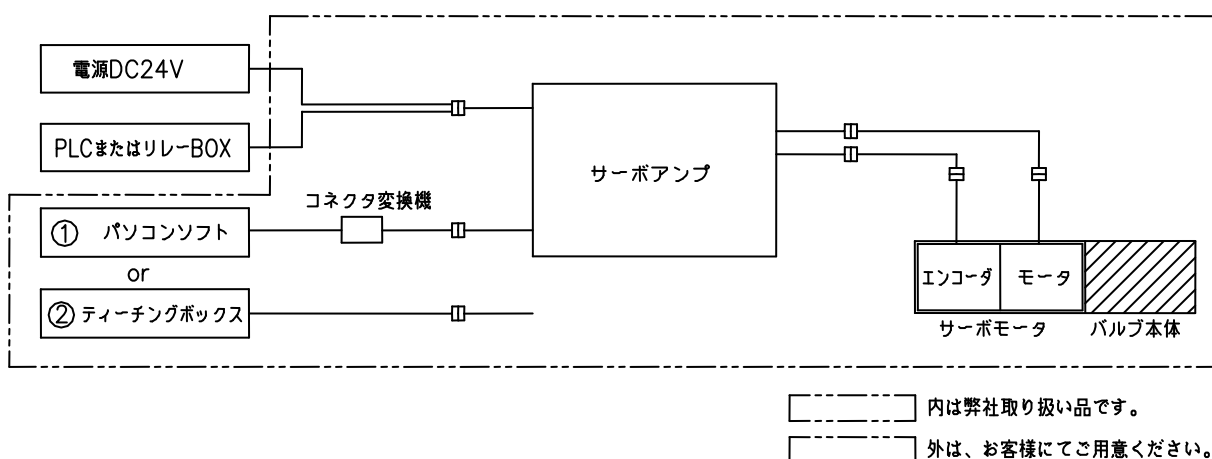 電源DC24V
PLCまたはリレーBOX
サーボアンプ
コネクタ変換機
① パソコンソフト
or
② ティーチングボックス
エンコーダ
モータ
サーボモータ
バルブ本体
内は弊社取り扱い品です。
外は、お客様にてご用意ください。